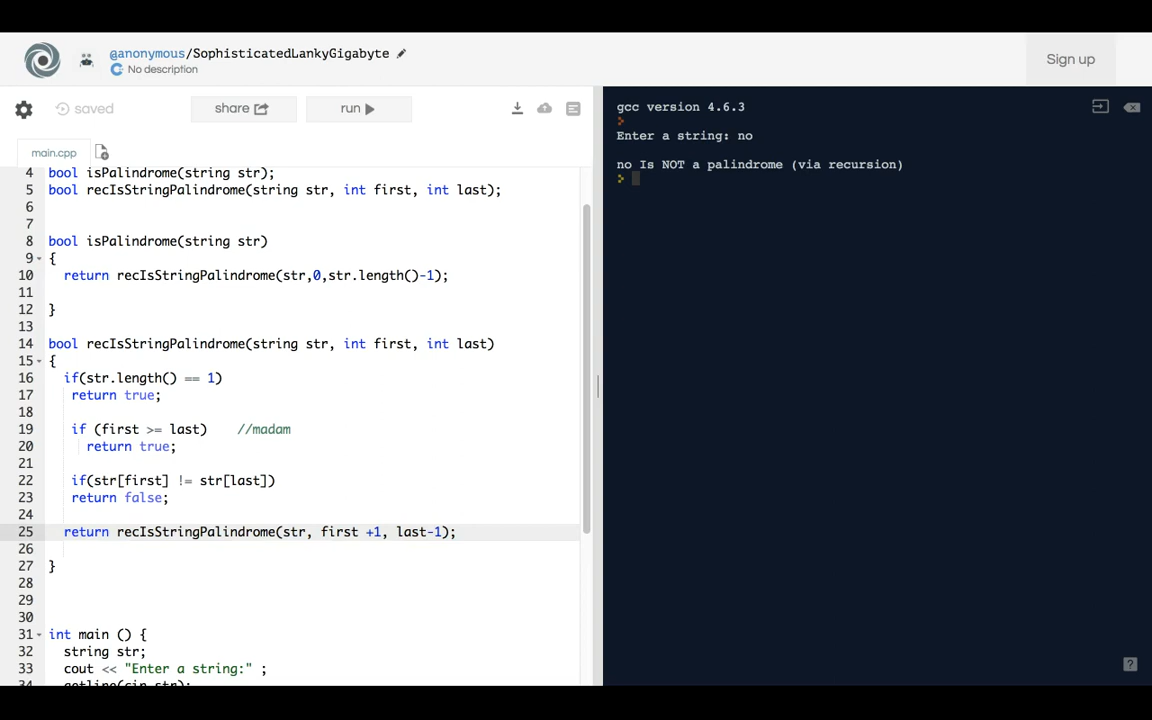 @anonymous/SophisticatedLankyGigabyte
No description
Sign up
saved
share
run
main.cpp
4 bool isPalindrome(string str);
5 bool recIsStringPalindrome(string str, int first, int last);
6
7
8 bool isPalindrome(string str)
9 {
10 return recIsStringPalindrome(str,0,str.length()-1);
11
12 }
13
14 bool recIsStringPalindrome(string str, int first, int last)
15 {
16 if(str.length() == 1)
17 return true;
18
19 if (first >= last) //madam
20 return true;
21
22 if(str[first] != str[last])
23 return false;
24
25 return recIsStringPalindrome(str, first +1, last-1);
26
27 }
28
29
30
31 int main () {
32 string str;
33 cout << "Enter a string:" ;
34 getline(cin,str);
gcc version 4.6.3
Enter a string: no
no Is NOT a palindrome (via recursion)
?